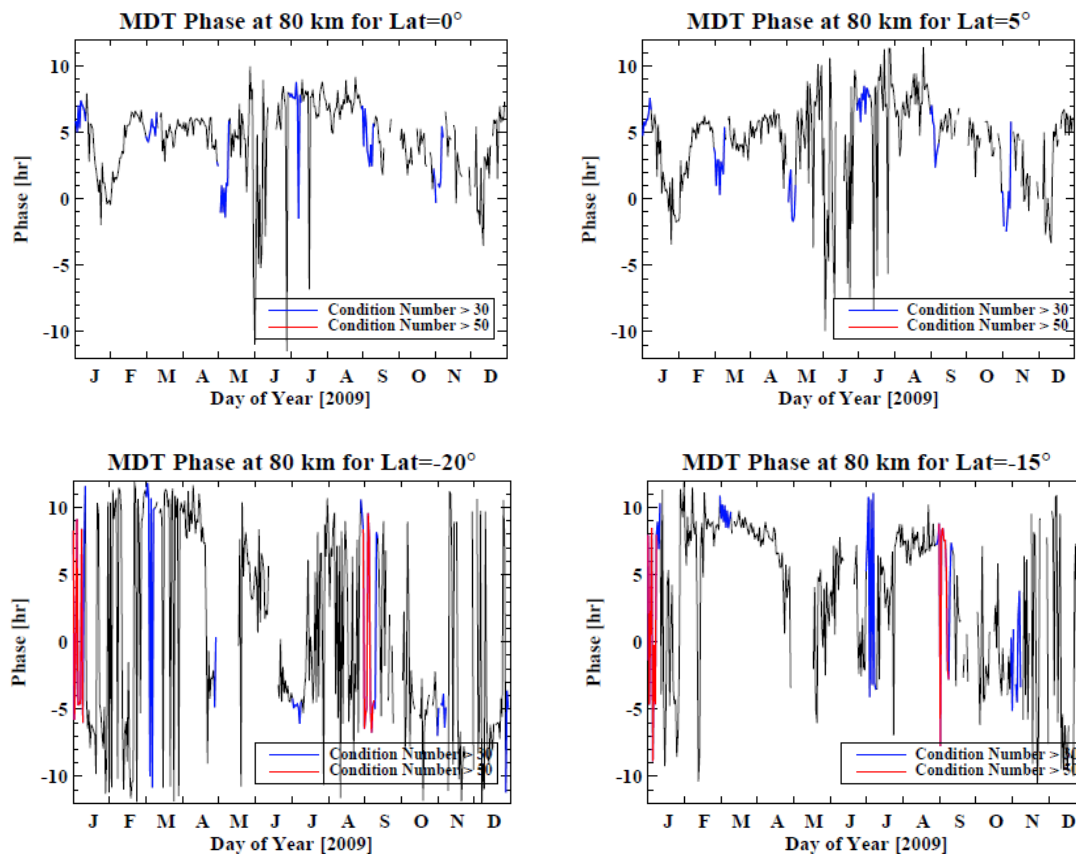 MDT Phase at 80 km for Lat=0°
10
5
0
-5
-10
Phase [hr]
Condition Number > 30
Condition Number > 50
J F M A M J J A S O N D
Day of Year [2009]
MDT Phase at 80 km for Lat=5°
10
5
0
-5
-10
Phase [hr]
Condition Number > 30
Condition Number > 50
J F M A M J J A S O N D
Day of Year [2009]
MDT Phase at 80 km for Lat=-20°
10
5
0
-5
-10
Phase [hr]
Condition Number > 30
Condition Number > 50
J F M A M J J A S O N D
Day of Year [2009]
MDT Phase at 80 km for Lat=-15°
10
5
0
-5
-10
Phase [hr]
Condition Number > 30
Condition Number > 50
J F M A M J J A S O N D
Day of Year [2009]